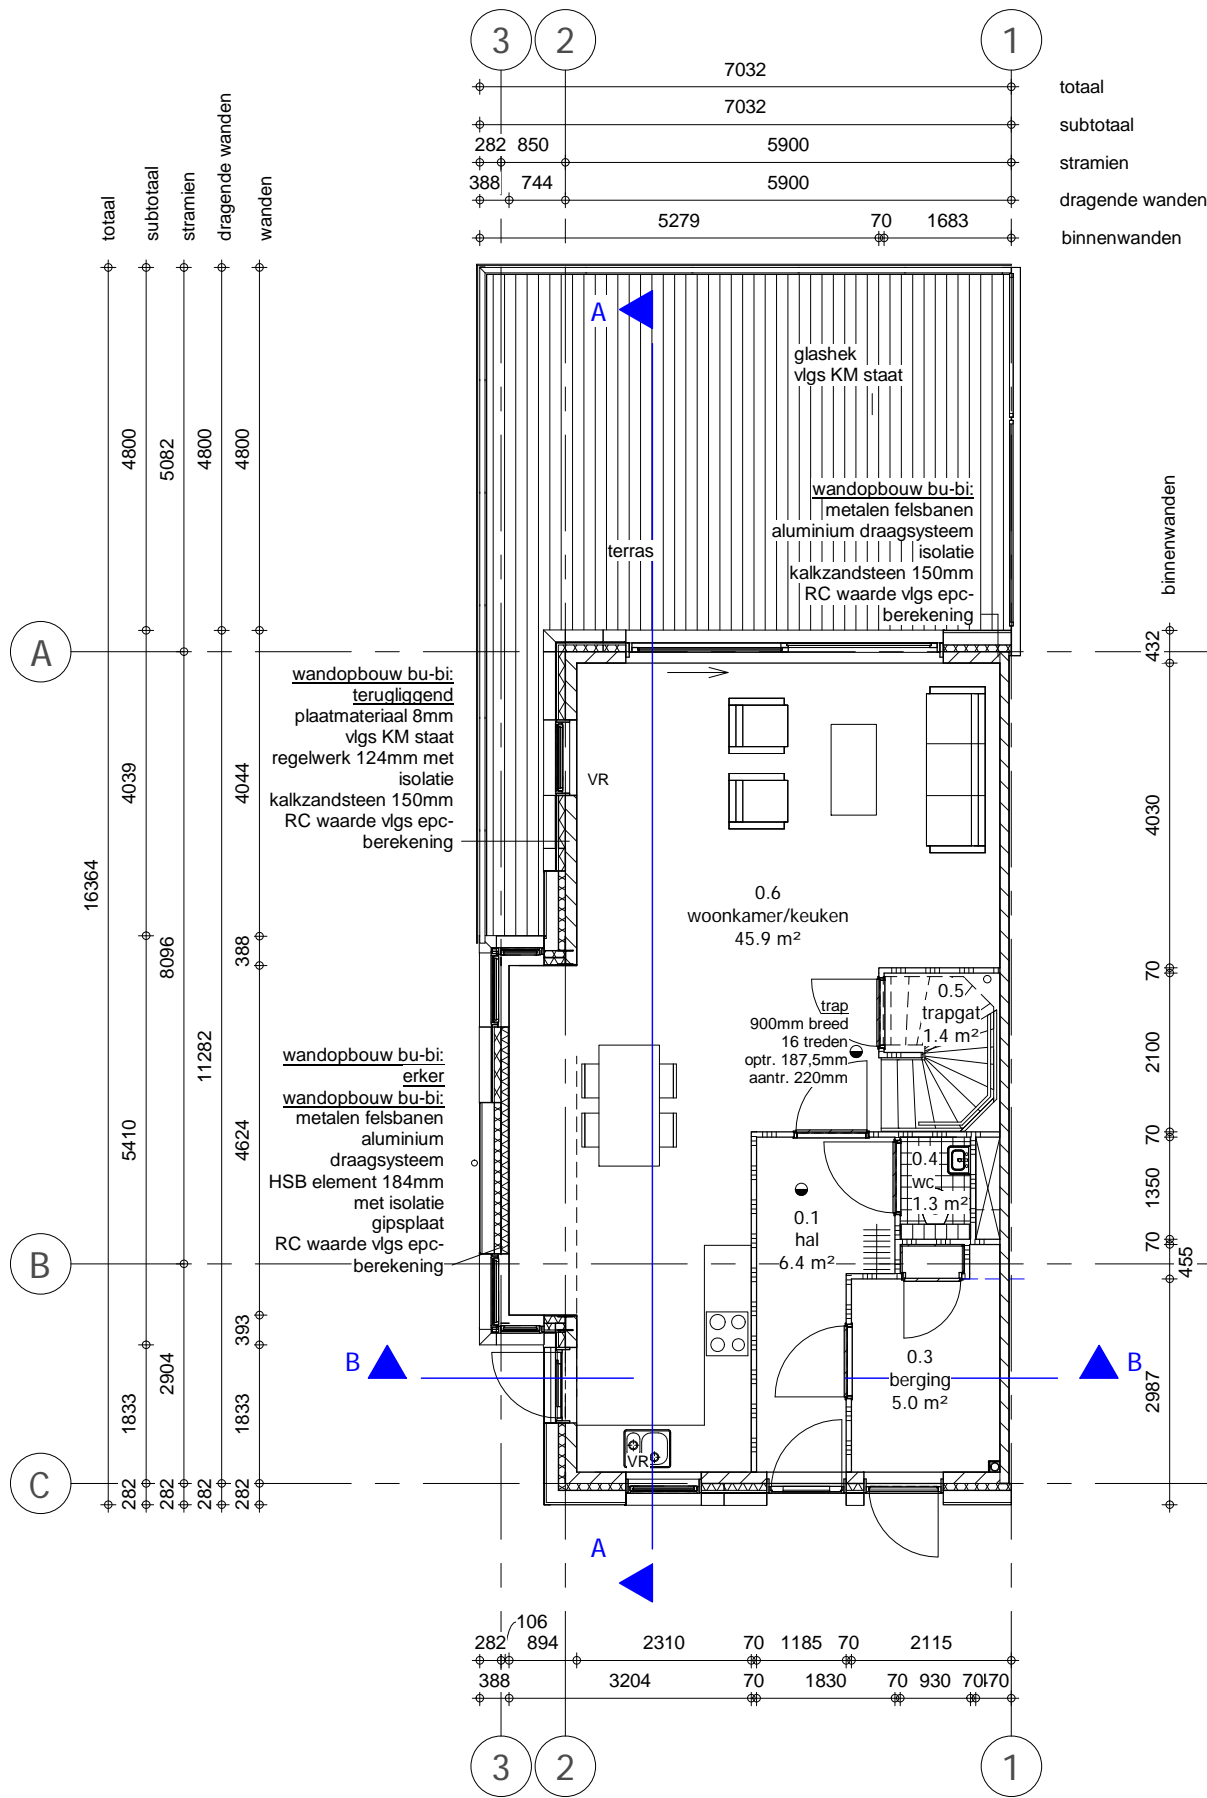 3
2
1
7032
totaal
7032
subtotaal
282
850
5900
stramien
388
744
5900
dragende wanden
5279
70
1683
binnenwanden
totaal
subtotaal
stramien
dragende wanden
wanden
4800
5082
4800
4800
16364
4039
8096
11282
4044
388
5410
4624
2904
393
1833
1833
282
282
282
282
282
A
B
C
A
glashek
vlgs KM staat
terras
wandopbouw bu-bi:
metalen felsbanen
aluminium draagsysteem
isolatie
kalkzandsteen 150mm
RC waarde vlgs epc-
berekening
wandopbouw bu-bi:
terugliggend
plaatmateriaal 8mm
vlgs KM staat
regelwerk 124mm met
isolatie
kalkzandsteen 150mm
RC waarde vlgs epc-
berekening
VR
0.6
woonkamer/keuken
45.9 m²
trap
900mm breed
16 treden
optr. 187,5mm
aantr. 220mm
0.5
trapgat
1.4 m²
wandopbouw bu-bi:
erker
wandopbouw bu-bi:
metalen felsbanen
aluminium
draagsysteem
HSB element 184mm
met isolatie
gipsplaat
RC waarde vlgs epc-
berekening
0.4
wc
1.3 m²
0.1
hal
6.4 m²
0.3
berging
5.0 m²
B
B
VR
A
binnenwanden
432
4030
70
2100
70
1350
70
455
2987
282
106
894
2310
70
1185
70
2115
388
3204
70
1830
70
930
70
470
3
2
1